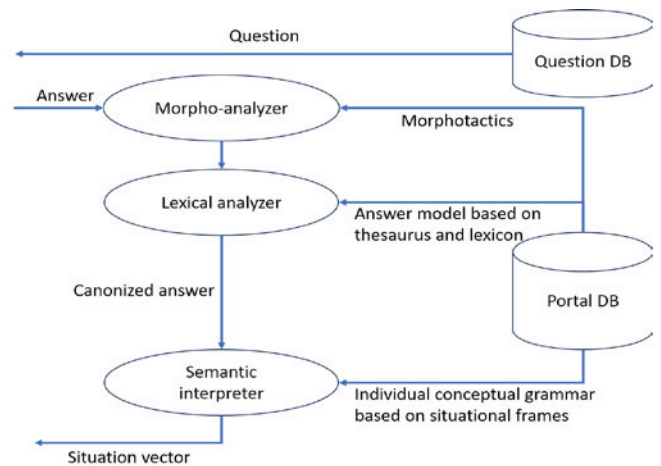 Question
Question DB
Answer
Morpho-analyzer
Morphotactics
Lexical analyzer
Answer model based on
thesaurus and lexicon
Canonized answer
Portal DB
Semantic
interpreter
Individual conceptual grammar
based on situational frames
Situation vector